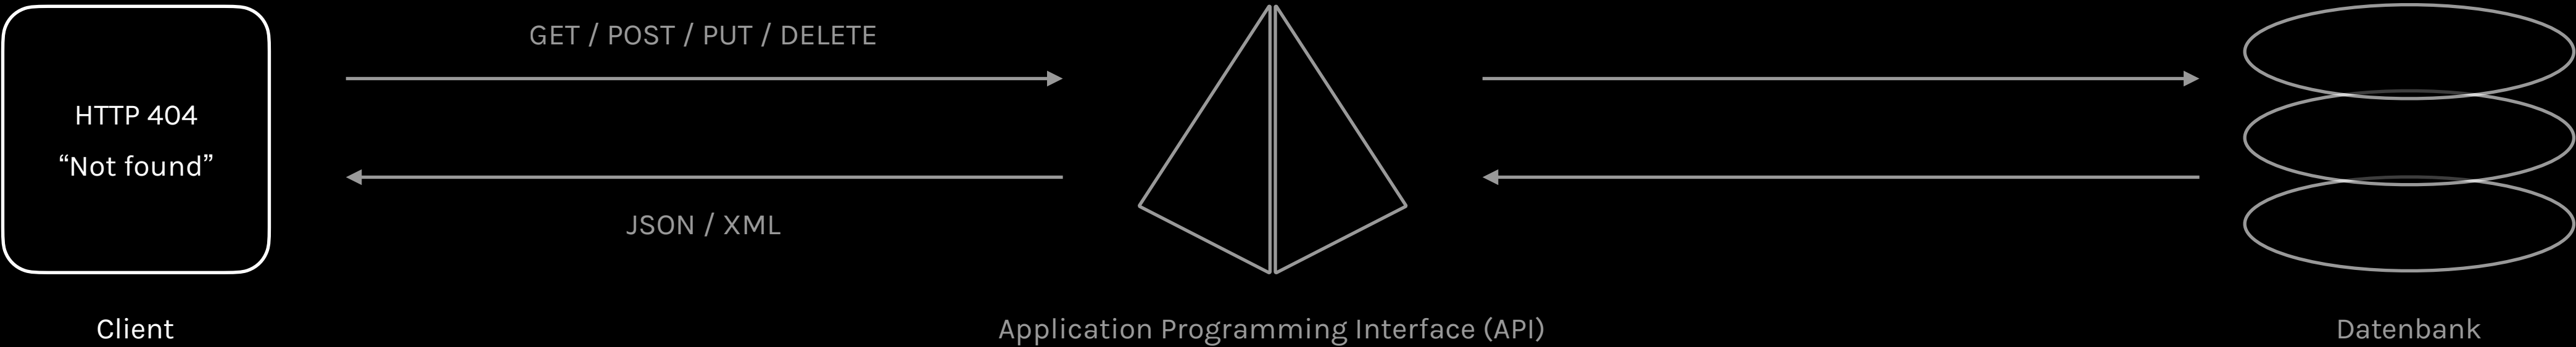 GET / POST / PUT / DELETE
HTTP 404
“Not found”
JSON / XML
Client
Application Programming Interface (API)
Datenbank